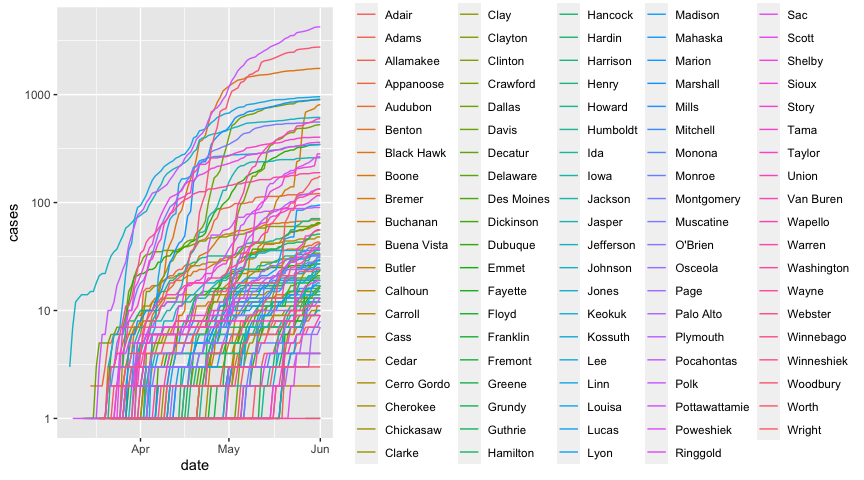 cases
1000
100
10
1
Apr
May
Jun
date
Adair
Adams
Allamakee
Appanoose
Audubon
Benton
Black Hawk
Boone
Bremer
Buchanan
Buena Vista
Butler
Calhoun
Carroll
Cass
Cedar
Cerro Gordo
Cherokee
Chickasaw
Clarke
Clay
Clayton
Clinton
Crawford
Dallas
Davis
Decatur
Delaware
Des Moines
Dickinson
Dubuque
Emmet
Fayette
Floyd
Franklin
Fremont
Greene
Grundy
Guthrie
Hamilton
Hancock
Hardin
Harrison
Henry
Howard
Humboldt
Ida
Iowa
Jackson
Jasper
Jefferson
Johnson
Jones
Keokuk
Kossuth
Lee
Linn
Louisa
Lucas
Lyon
Madison
Mahaska
Marion
Marshall
Mills
Mitchell
Monona
Monroe
Montgomery
Muscatine
O'Brien
Osceola
Page
Palo Alto
Plymouth
Pocahontas
Polk
Pottawattamie
Poweshiek
Ringgold
Sac
Scott
Shelby
Sioux
Story
Tama
Taylor
Union
Van Buren
Wapello
Warren
Washington
Wayne
Webster
Winnebago
Winneshiek
Woodbury
Worth
Wright